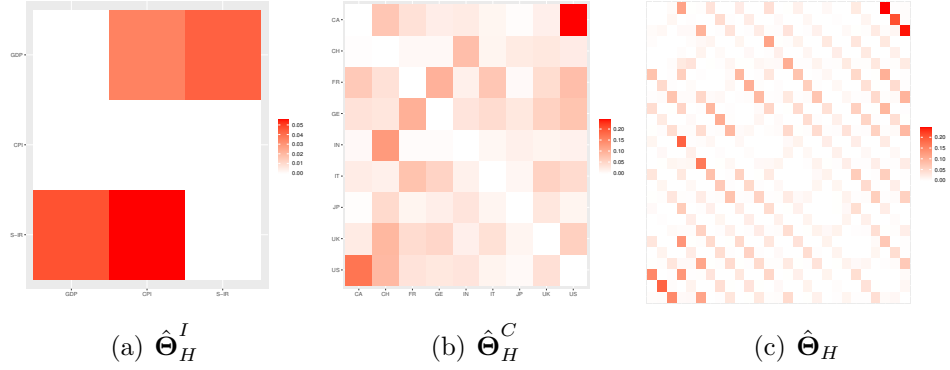 GDP
CPI
S-IR
GDP CPI S-IR
0.05
0.04
0.03
0.02
0.01
0.00
CA
CH
FR
GE
IN
IT
JP
UK
US
CA CH FR GE IN IT JP UK US
0.20
0.15
0.10
0.05
0.00
0.20
0.15
0.10
0.05
0.00
(a) Θ̂_H^I (b) Θ̂_H^C (c) Θ̂_H